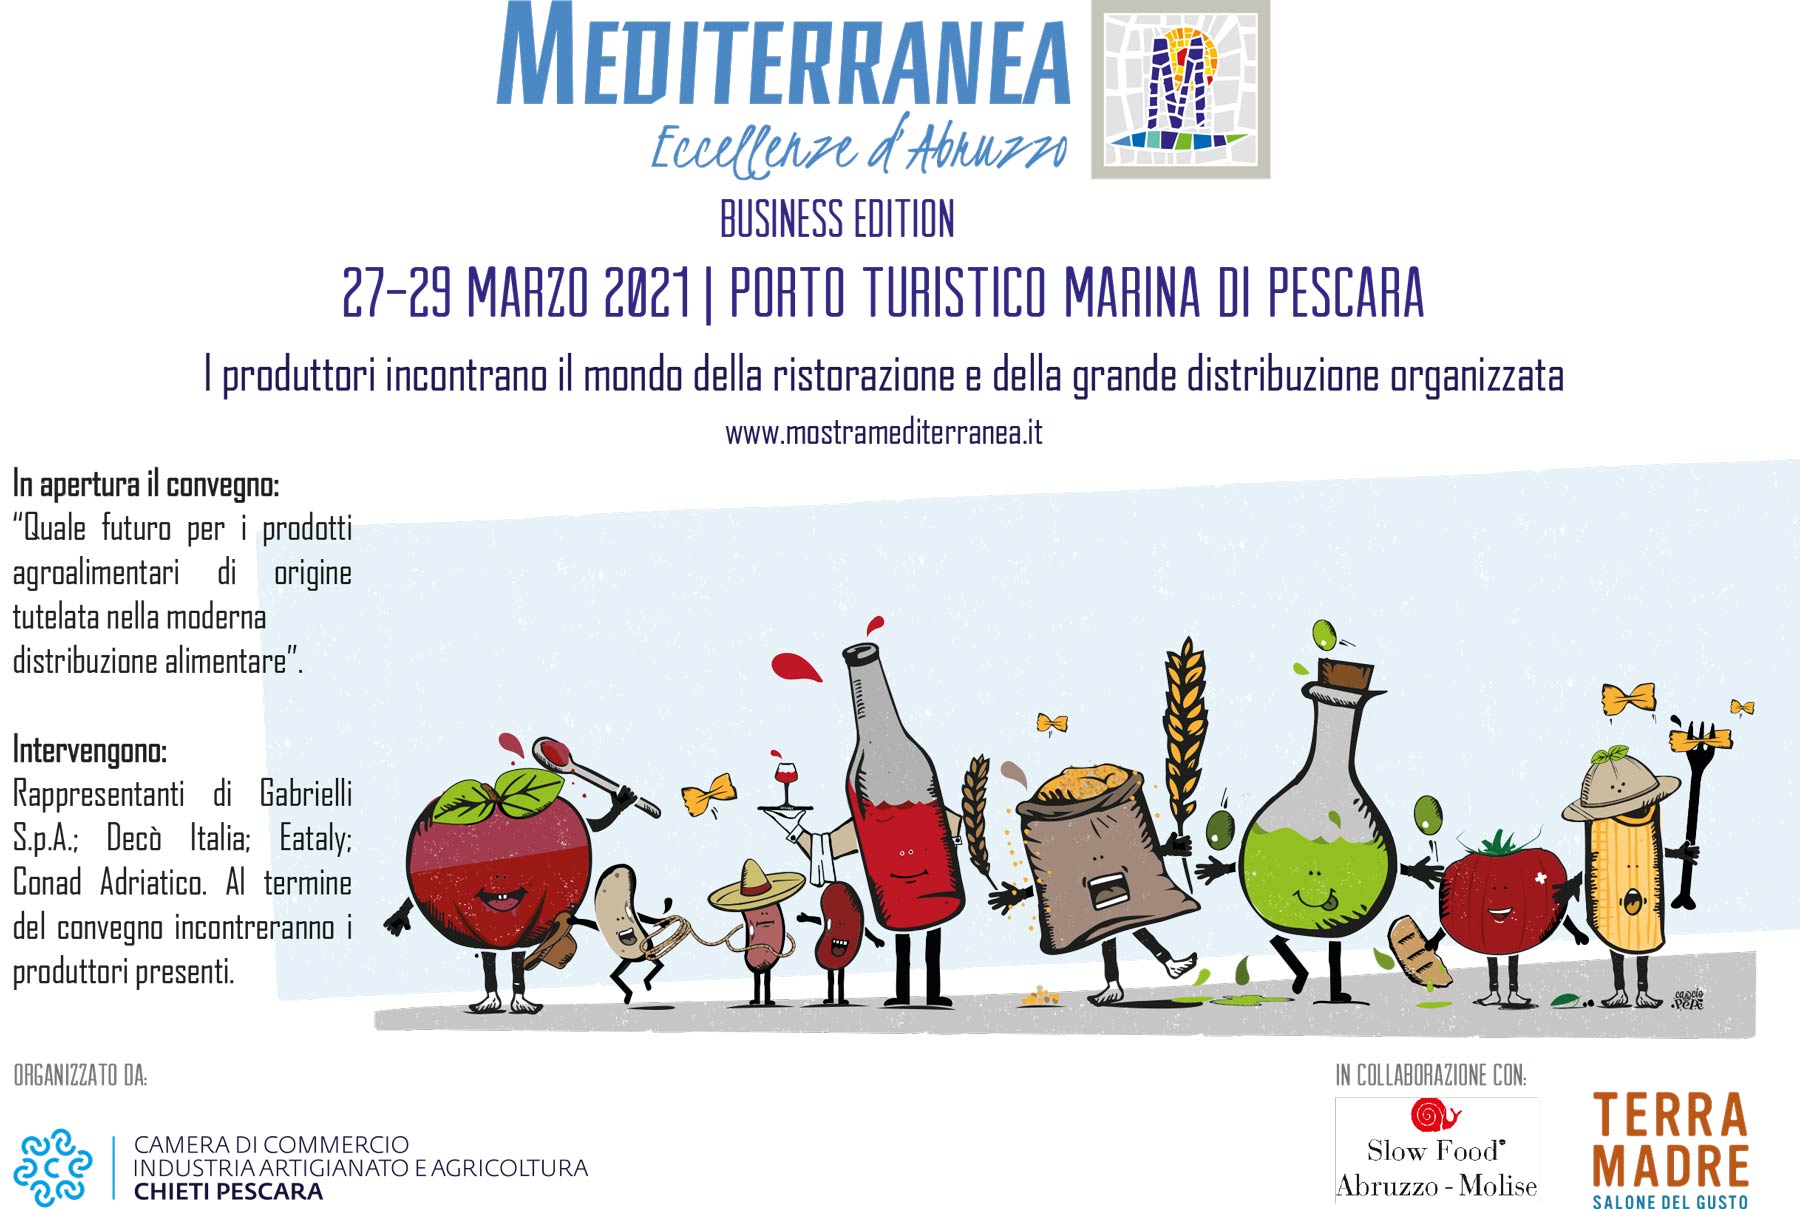 MEDITERRANEA
Eccellenze d'Abruzzo
BUSINESS EDITION
27-29 MARZO 2021 | PORTO TURISTICO MARINA DI PESCARA
I produttori incontrano il mondo della ristorazione e della grande distribuzione organizzata
www.mostramediterranea.it
In apertura il convegno:
“Quale futuro per i prodotti
agroalimentari di origine
tutelata nella moderna
distribuzione alimentare”.
Intervengono:
Rappresentanti di Gabrielli
S.p.A.; Decò Italia; Eataly;
Conad Adriatico. Al termine
del convegno incontreranno i
produttori presenti.
ORGANIZZATO DA:
CAMERA DI COMMERCIO
INDUSTRIA ARTIGIANATO E AGRICOLTURA
CHIETI PESCARA
IN COLLABORAZIONE CON:
Slow Food®
Abruzzo - Molise
TERRA
MADRE
SALONE DEL GUSTO